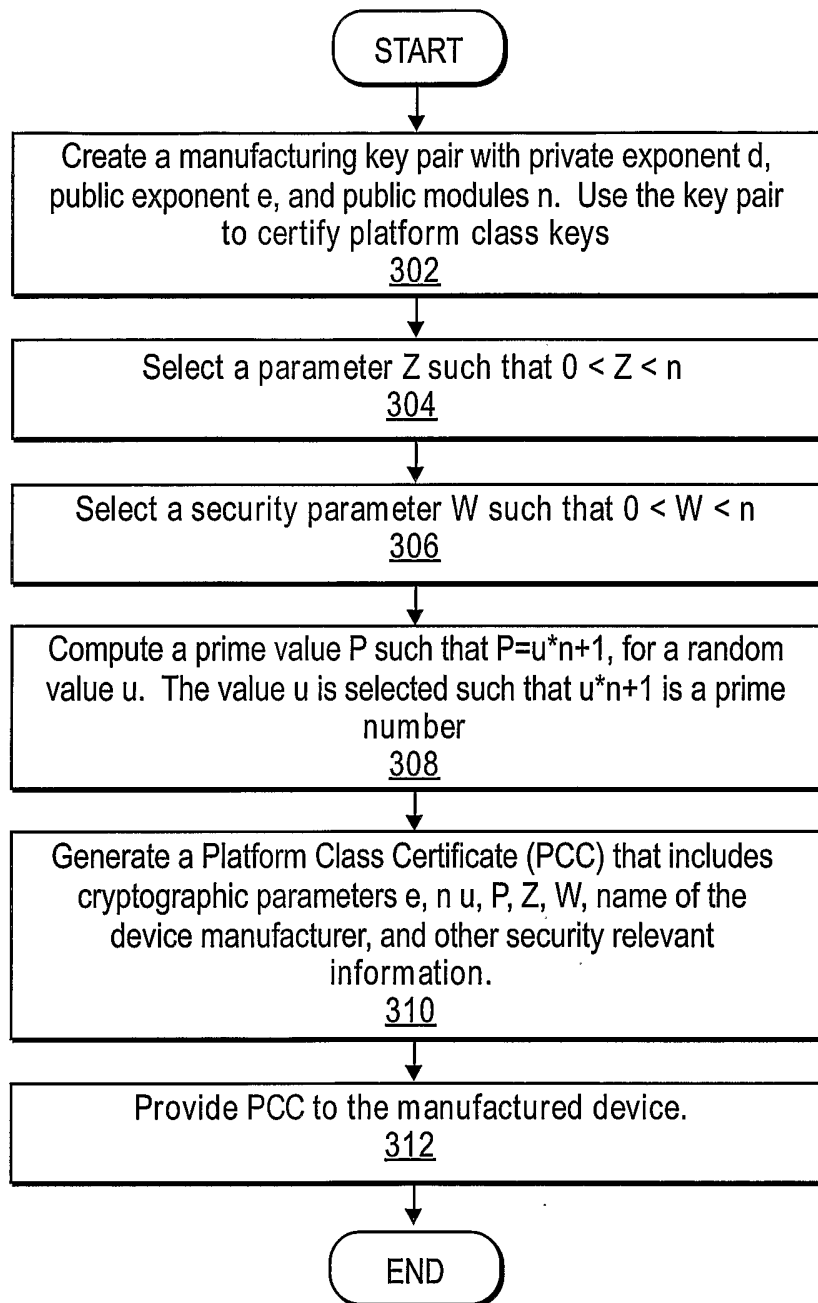 START
Create a manufacturing key pair with private exponent d,
public exponent e, and public modules n. Use the key pair
to certify platform class keys
302
Select a parameter Z such that 0 < Z < n
304
Select a security parameter W such that 0 < W < n
306
Compute a prime value P such that P=u*n+1, for a random
value u. The value u is selected such that u*n+1 is a prime
number
308
Generate a Platform Class Certificate (PCC) that includes
cryptographic parameters e, n u, P, Z, W, name of the
device manufacturer, and other security relevant
information.
310
Provide PCC to the manufactured device.
312
END